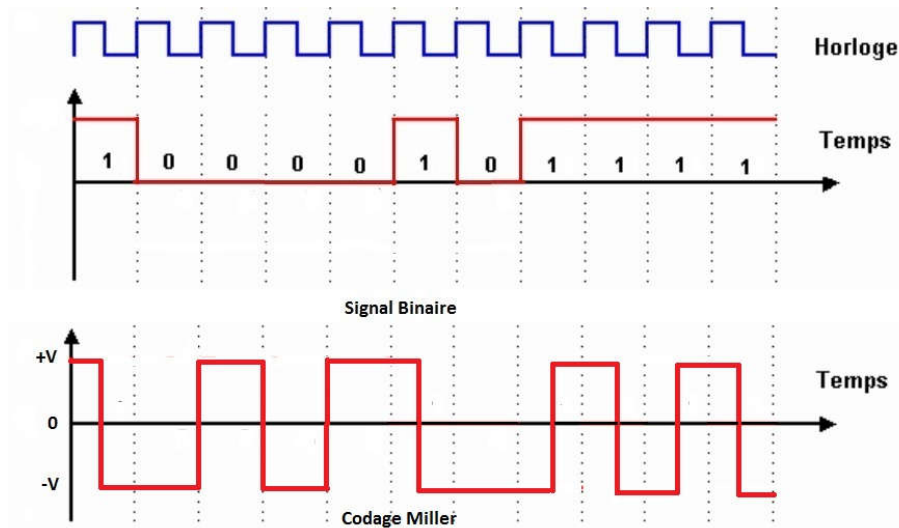 Horloge
Temps
1 0 0 0 0 1 0 1 1 1 1
Signal Binaire
+V
Temps
0
-V
Codage Miller